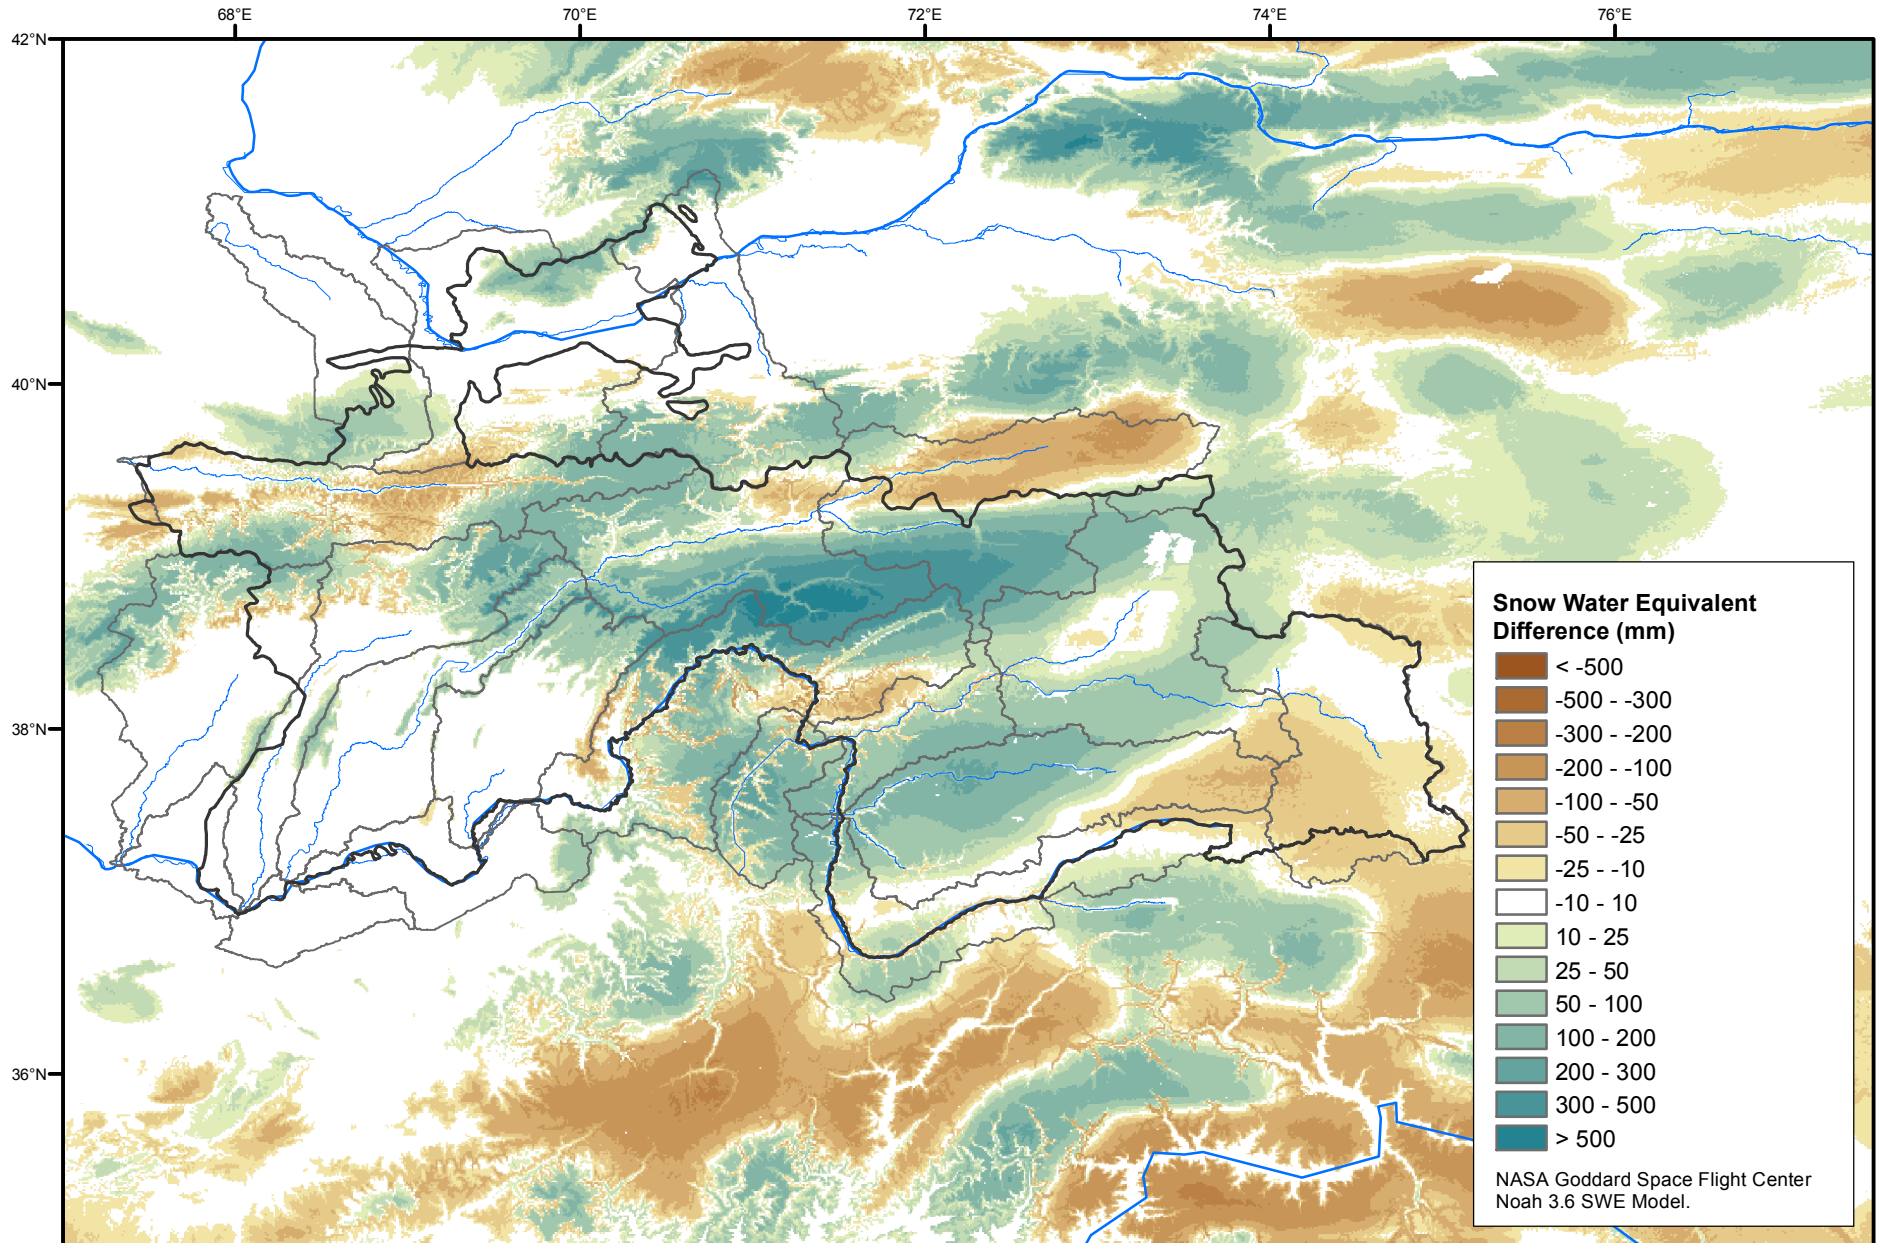 68°E 70°E 72°E 74°E 76°E
42°N
40°N
38°N
36°N
Snow Water Equivalent
Difference (mm)
< -500
-500 - -300
-300 - -200
-200 - -100
-100 - -50
-50 - -25
-25 - -10
-10 - 10
10 - 25
25 - 50
50 - 100
100 - 200
200 - 300
300 - 500
> 500
NASA Goddard Space Flight Center
Noah 3.6 SWE Model.